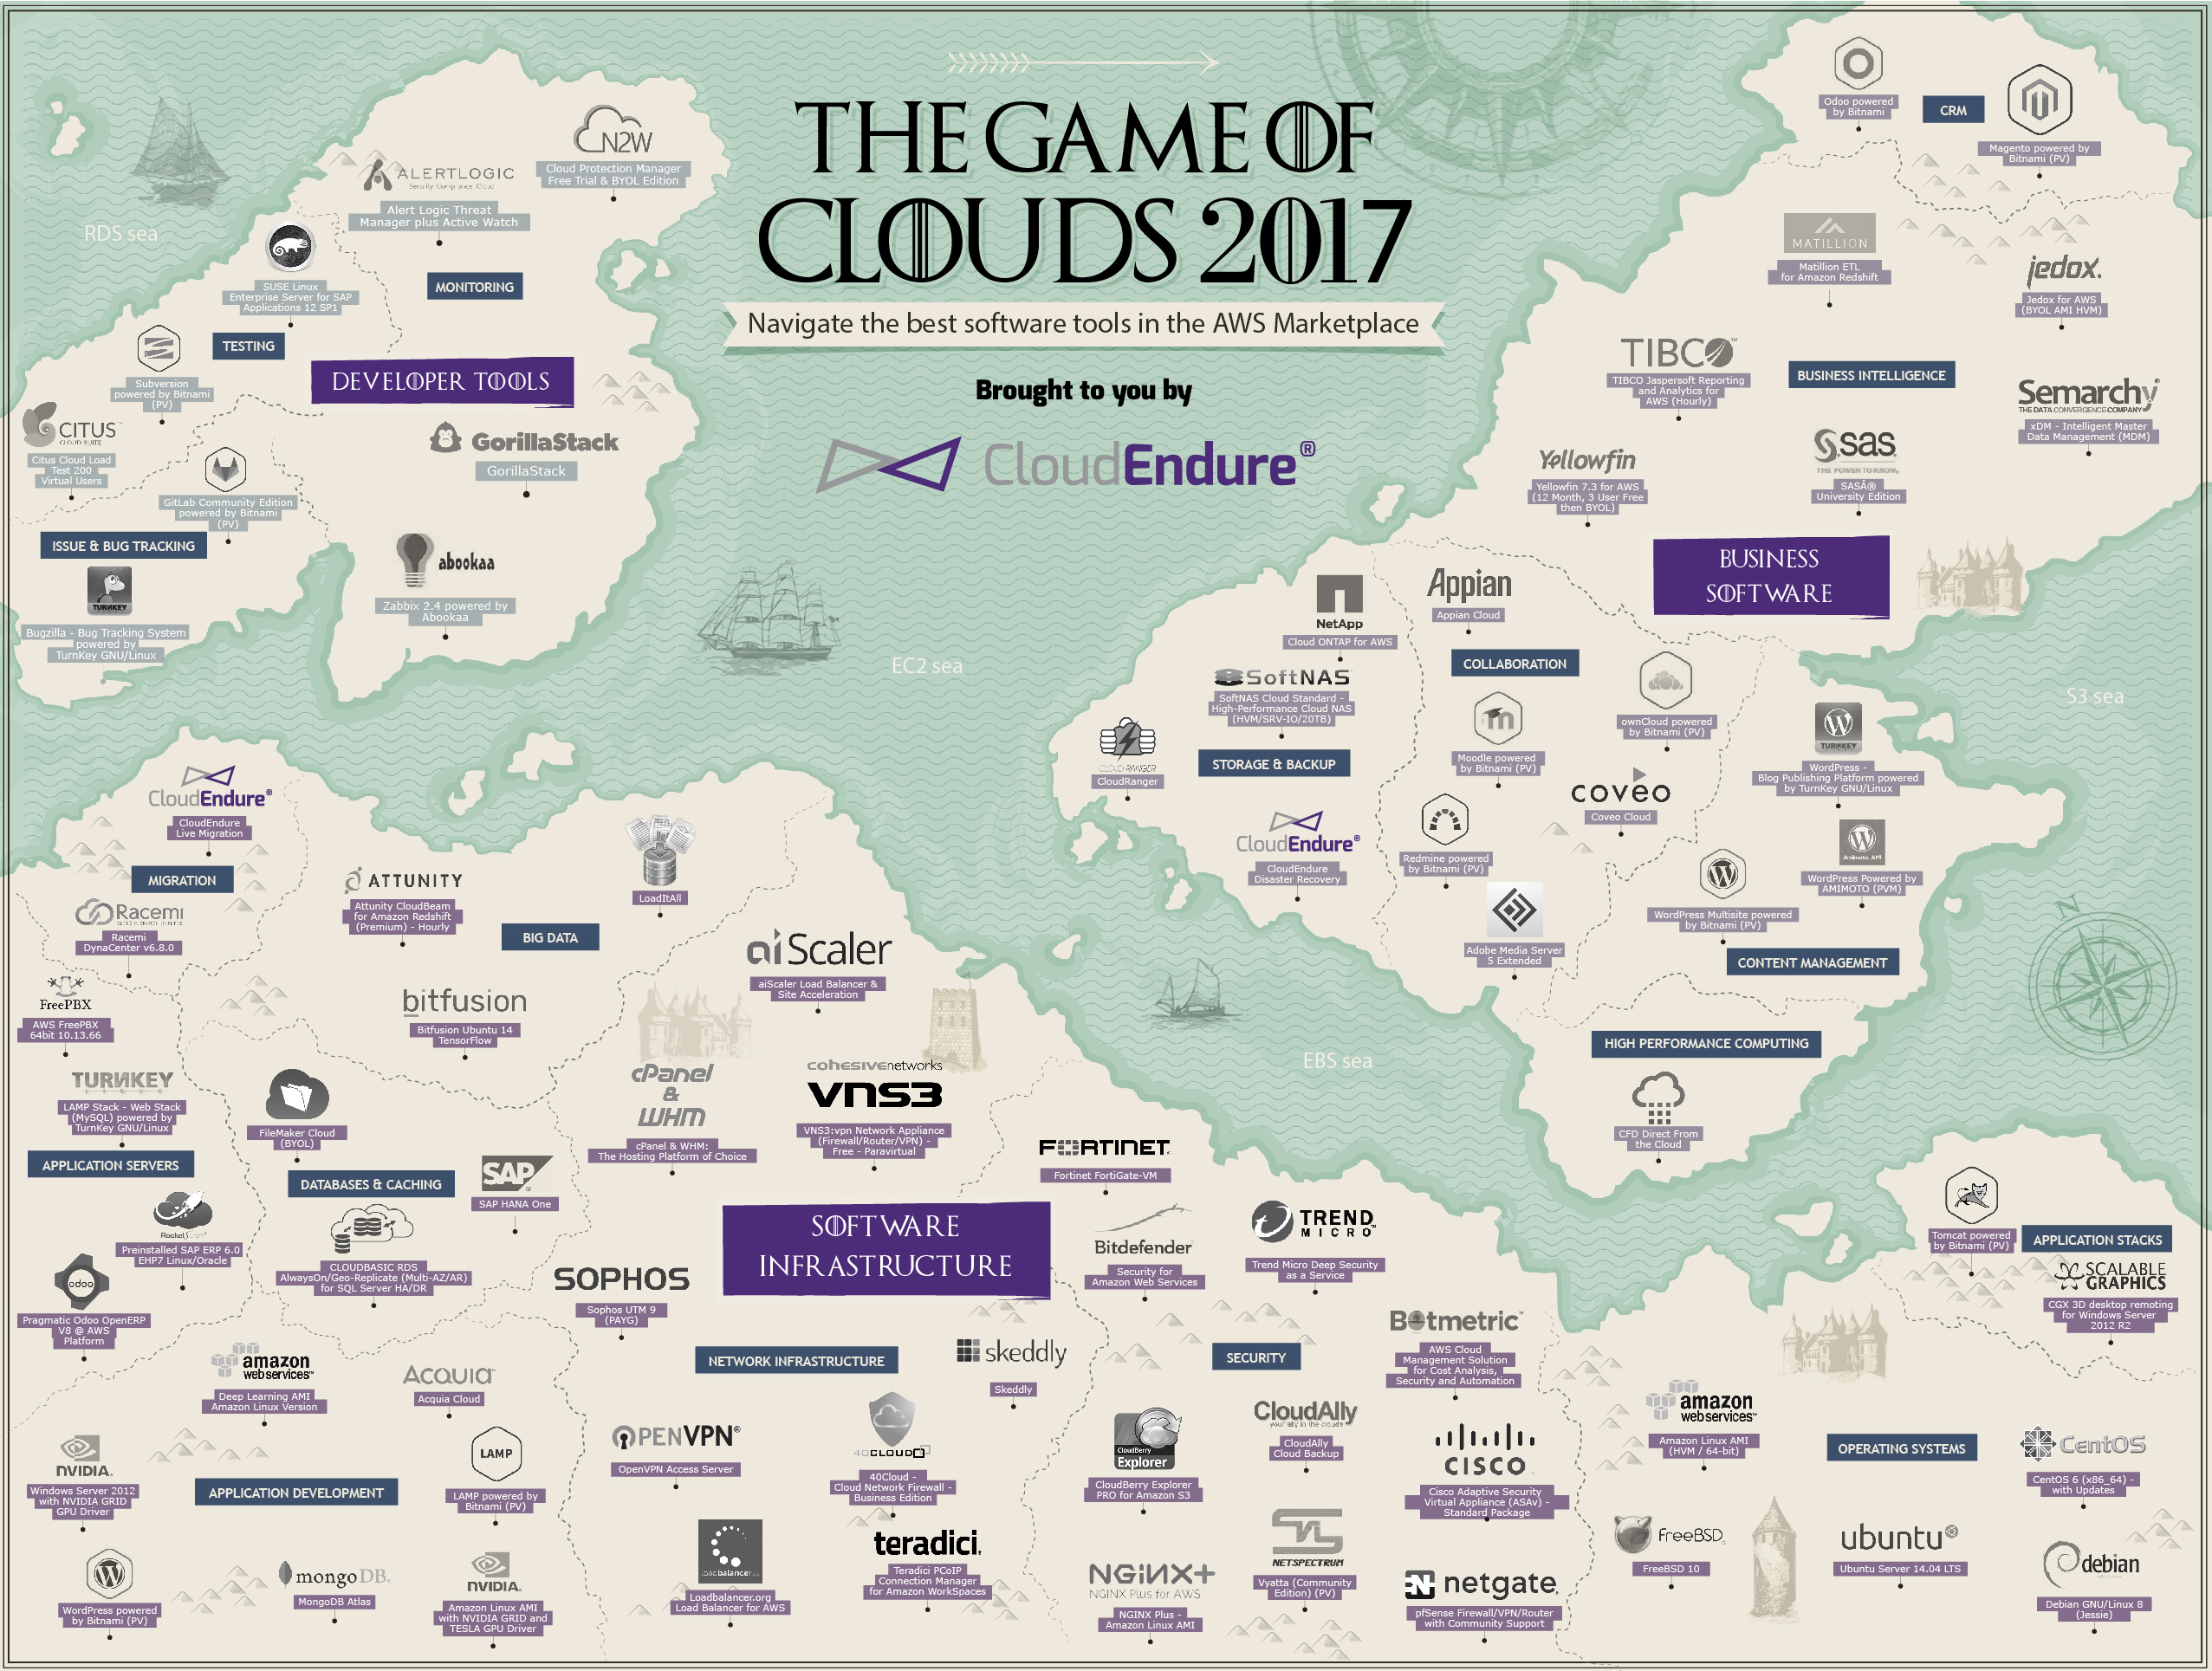 THE GAME OF
CLOUDS 2017
Navigate the best software tools in the AWS Marketplace
Brought to you by
CloudEndure®
RDS sea
N2W
Cloud Protection Manager
Free Trial & BYOL Edition
ALERTLOGIC
Security. Compliance. Cloud
Alert Logic Threat
Manager plus Active Watch
SUSE Linux
Enterprise Server for SAP
Applications 12 SP1
MONITORING
TESTING
Subversion
powered by Bitnami
(PV)
DEVELOPER TOOLS
CITUS
CLOUD SUITE
Citus Cloud Load
Test 200
Virtual Users
GorillaStack
GorillaStack
GitLab Community Edition
powered by Bitnami
(PV)
ISSUE & BUG TRACKING
TURNKEY
Bugzilla - Bug Tracking System
powered by
TurnKey GNU/Linux
abookaa
Zabbix 2.4 powered by
Abookaa
EC2 sea
Odoo powered
by Bitnami
CRM
Magento powered by
Bitnami (PV)
MATILLION
Matillion ETL
for Amazon Redshift
jedox.
Jedox for AWS
(BYOL AMI HVM)
TIBCO™
TIBCO Jaspersoft Reporting
and Analytics for
AWS (Hourly)
BUSINESS INTELLIGENCE
Semarchy®
THE DATA CONVERGENCE COMPANY
xDM - Intelligent Master
Data Management (MDM)
Yellowfin
Yellowfin 7.3 for AWS
(12 Month, 3 User Free
then BYOL)
sas
THE POWER TO KNOW®
SASÂ®
University Edition
BUSINESS
SOFTWARE
NetApp
Cloud ONTAP for AWS
Appian
Appian Cloud
COLLABORATION
SoftNAS
SoftNAS Cloud Standard -
High-Performance Cloud NAS
(HVM/SRV-IO/20TB)
CLOUD RANGER
CloudRanger
STORAGE & BACKUP
Moodle powered
by Bitnami (PV)
ownCloud powered
by Bitnami (PV)
S3 sea
TURNKEY
WordPress -
Blog Publishing Platform powered
by TurnKey GNU/Linux
coveo
Coveo Cloud
CloudEndure®
CloudEndure
Disaster Recovery
Redmine powered
by Bitnami (PV)
Amimoto, AMI
WordPress Powered by
AMIMOTO (PVM)
WordPress Multisite powered
by Bitnami (PV)
Adobe Media Server
5 Extended
CONTENT MANAGEMENT
N
HIGH PERFORMANCE COMPUTING
CFD Direct From
the Cloud
EBS sea
CloudEndure®
CloudEndure
Live Migration
MIGRATION
Racemi
Racemi
DynaCenter v6.8.0
ATTUNITY
Attunity CloudBeam
for Amazon Redshift
(Premium) - Hourly
LoadItAll
BIG DATA
bitfusion
Bitfusion Ubuntu 14
TensorFlow
aiScaler
aiScaler Load Balancer &
Site Acceleration
FreePBX
AWS FreePBX
64bit 10.13.66
TURNKEY
LINUX
LAMP Stack - Web Stack
(MySQL) powered by
TurnKey GNU/Linux
APPLICATION SERVERS
FileMaker Cloud
(BYOL)
DATABASES & CACHING
SAP
SAP HANA One
cPanel
&
WHM
cPanel & WHM:
The Hosting Platform of Choice
cohesivenetworks
VNS3
VNS3:vpn Network Appliance
(Firewall/Router/VPN) -
Free - Paravirtual
Preinstalled SAP ERP 6.0
EHP7 Linux/Oracle
odoo
Pragmatic Odoo OpenERP
V8 @ AWS
Platform
CLOUDBASIC RDS
AlwaysOn/Geo-Replicate (Multi-AZ/AR)
for SQL Server HA/DR
SOPHOS
Sophos UTM 9
(PAYG)
SOFTWARE
INFRASTRUCTURE
FORTINET
Fortinet FortiGate-VM
Bitdefender
Security for
Amazon Web Services
TREND
MICRO™
Trend Micro Deep Security
as a Service
NETWORK INFRASTRUCTURE
skeddly
Skeddly
SECURITY
Botmetric™
AWS Cloud
Management Solution
for Cost Analysis,
Security and Automation
amazon
webservices™
Deep Learning AMI
Amazon Linux Version
Acquia
Acquia Cloud
NVIDIA.
Windows Server 2012
with NVIDIA GRID
GPU Driver
APPLICATION DEVELOPMENT
LAMP
LAMP powered by
Bitnami (PV)
OPENVPN®
OpenVPN Access Server
40CLOUD
40Cloud -
Cloud Network Firewall -
Business Edition
CloudBerry
Explorer
CloudBerry Explorer
PRO for Amazon S3
CloudAlly
your ally in the clouds
CloudAlly
Cloud Backup
CISCO
Cisco Adaptive Security
Virtual Appliance (ASAv) -
Standard Package
WordPress powered
by Bitnami (PV)
mongoDB.
MongoDB Atlas
NVIDIA.
Amazon Linux AMI
with NVIDIA GRID and
TESLA GPU Driver
loadbalancer.org
Loadbalancer.org
Load Balancer for AWS
teradici.
Teradici PCoIP
Connection Manager
for Amazon WorkSpaces
NGINX+
NGINX Plus for AWS
NGINX Plus -
Amazon Linux AMI
NETSPECTRUM
Vyatta (Community
Edition) (PV)
netgate
pfSense Firewall/VPN/Router
with Community Support
Tomcat powered
by Bitnami (PV)
APPLICATION STACKS
SCALABLE
GRAPHICS
CGX 3D desktop remoting
for Windows Server
2012 R2
amazon
webservices™
Amazon Linux AMI
(HVM / 64-bit)
OPERATING SYSTEMS
CentOS
CentOS 6 (x86_64) -
with Updates
FreeBSD
FreeBSD 10
ubuntu®
Ubuntu Server 14.04 LTS
debian
Debian GNU/Linux 8
(Jessie)